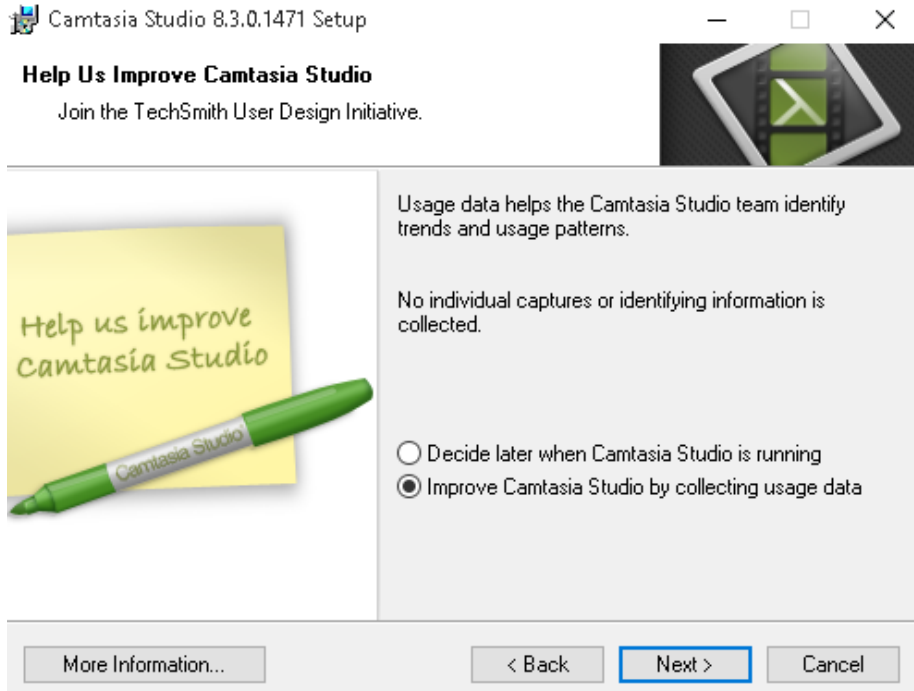 Camtasia Studio 8.3.0.1471 Setup
Help Us Improve Camtasia Studio
Join the TechSmith User Design Initiative.
Help us improve
Camtasia Studio
Camtasia Studio
Usage data helps the Camtasia Studio team identify
trends and usage patterns.
No individual captures or identifying information is
collected.
Decide later when Camtasia Studio is running
Improve Camtasia Studio by collecting usage data
More Information...
< Back
Next >
Cancel